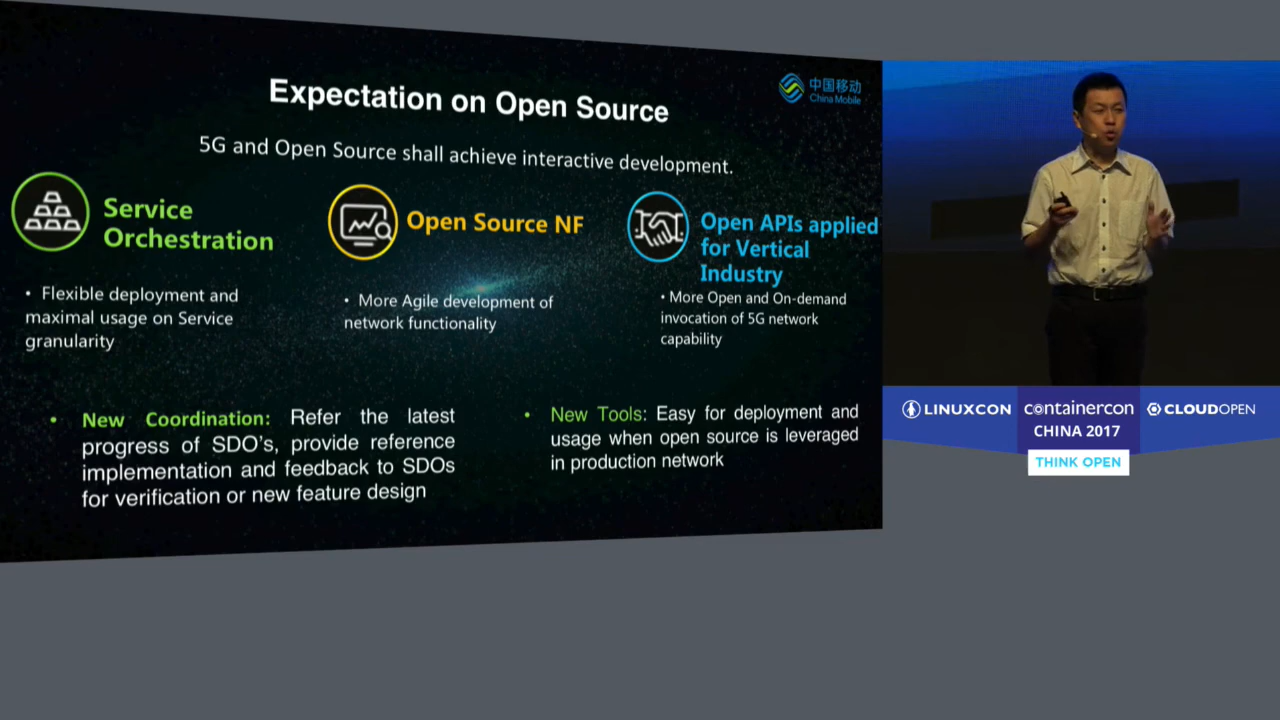 Expectation on Open Source
中国移动
China Mobile
5G and Open Source shall achieve interactive development.
Service
Orchestration
• Flexible deployment and
maximal usage on Service
granularity
Open Source NF
• More Agile development of
network functionality
Open APIs applied
for Vertical
Industry
• More Open and On-demand
invocation of 5G network
capability
• New Coordination: Refer the latest
progress of SDO's, provide reference
implementation and feedback to SDOs
for verification or new feature design
• New Tools: Easy for deployment and
usage when open source is leveraged
in production network
LINUXCON
containercon
CLOUDOPEN
CHINA 2017
THINK OPEN